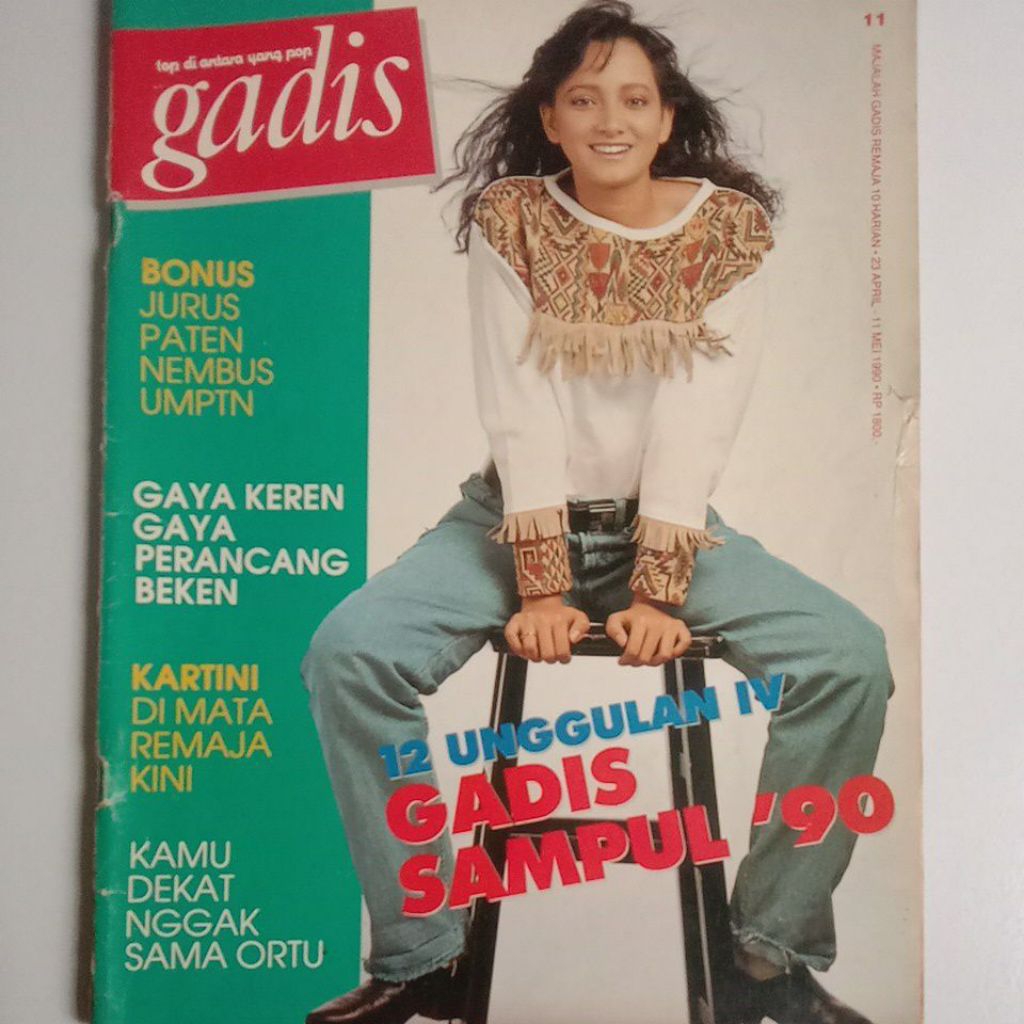 top di antara yang pop
gadis
11
MAJALAH GADIS REMAJA 10 HARIAN • 23 APRIL - 11 MEI 1990 • RP 1800,-
BONUS
JURUS
PATEN
NEMBUS
UMPTN
GAYA KEREN
GAYA
PERANCANG
BEKEN
KARTINI
DI MATA
REMAJA
KINI
KAMU
DEKAT
NGGAK
SAMA ORTU
12 UNGGULAN IV
GADIS
SAMPUL '90